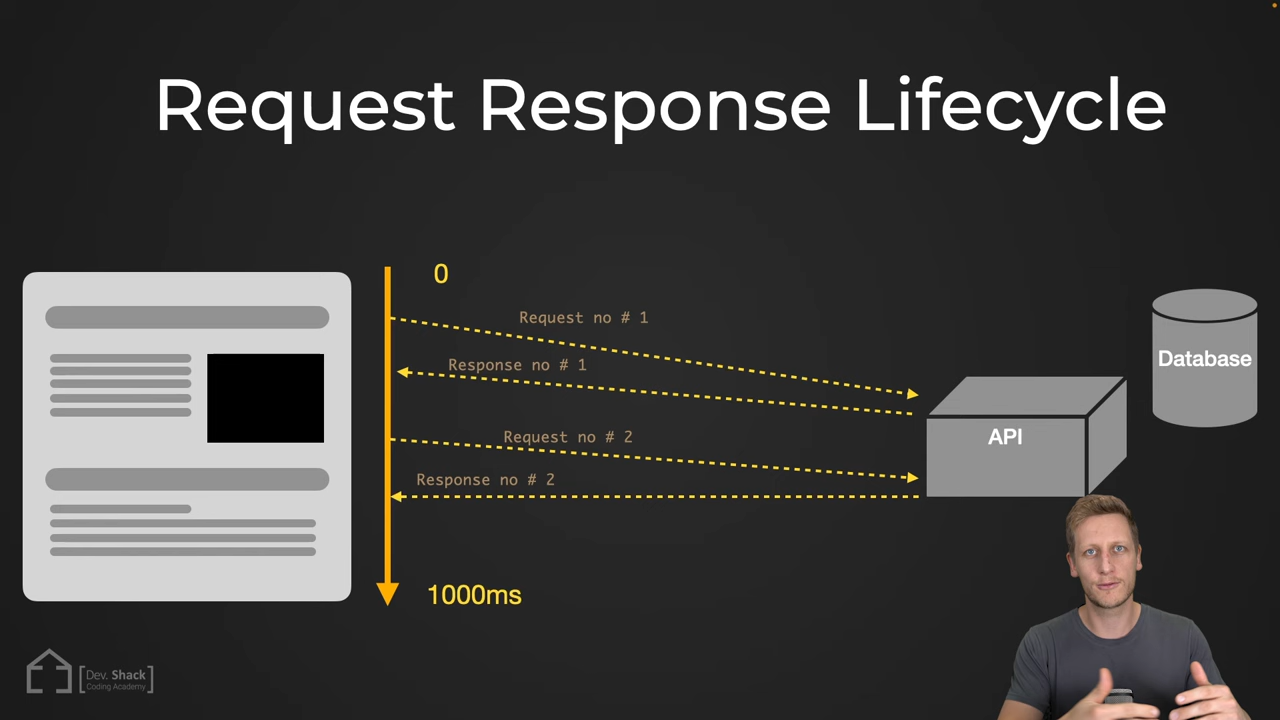 Request Response Lifecycle
0
Request no # 1
Response no # 1
Database
API
Request no # 2
Response no # 2
1000ms
[Dev. Shack]
Coding Academy